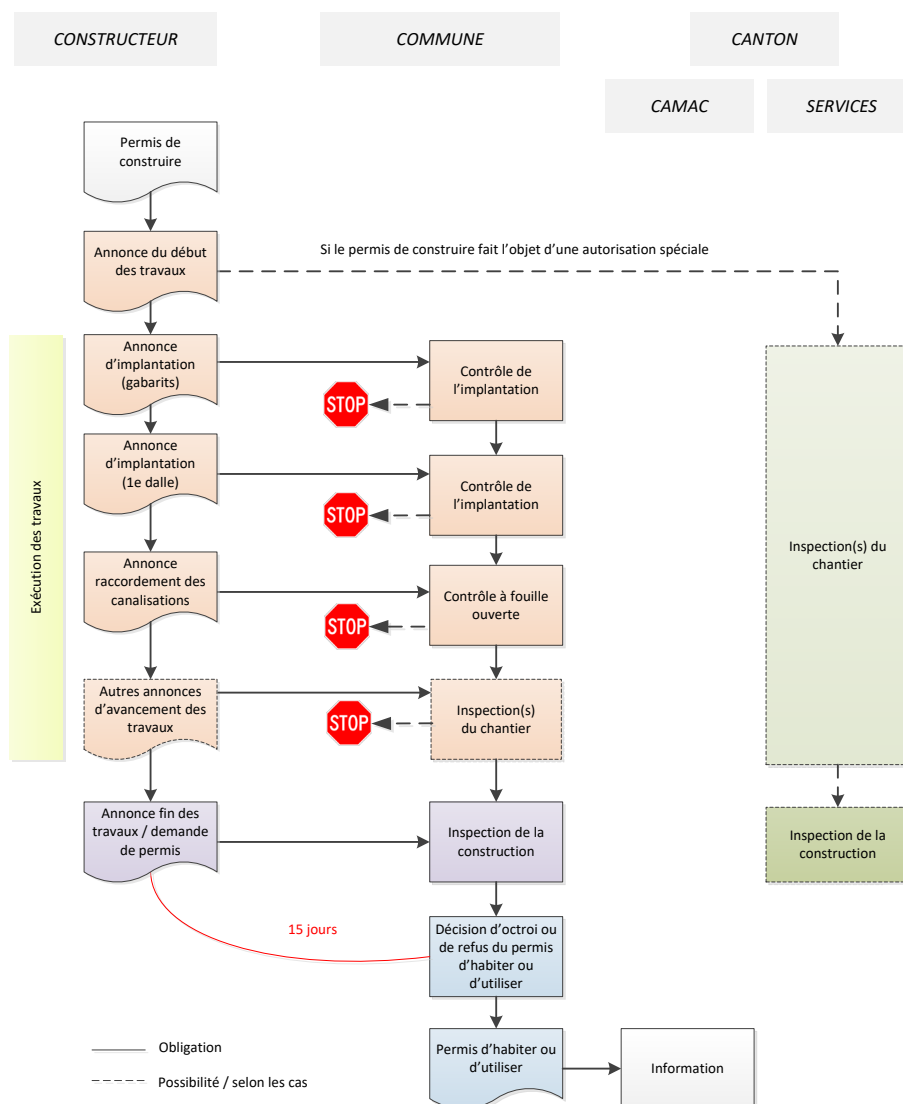 CONSTRUCTEUR
COMMUNE
CANTON
CAMAC
SERVICES
Permis de
construire
Annonce du début
des travaux
Si le permis de construire fait l’objet d’une autorisation spéciale
Exécution des travaux
Annonce
d’implantation
(gabarits)
Contrôle de
l’implantation
STOP
Annonce
d’implantation
(1e dalle)
Contrôle de
l’implantation
STOP
Annonce
raccordement des
canalisations
Contrôle à fouille
ouverte
STOP
Autres annonces
d’avancement des
travaux
Inspection(s)
du chantier
STOP
Inspection(s) du
chantier
Annonce fin des
travaux / demande
de permis
Inspection de la
construction
Inspection de la
construction
15 jours
Décision d’octroi ou
de refus du permis
d’habiter ou
d’utiliser
Permis d’habiter ou
d’utiliser
Information
Obligation
Possibilité / selon les cas